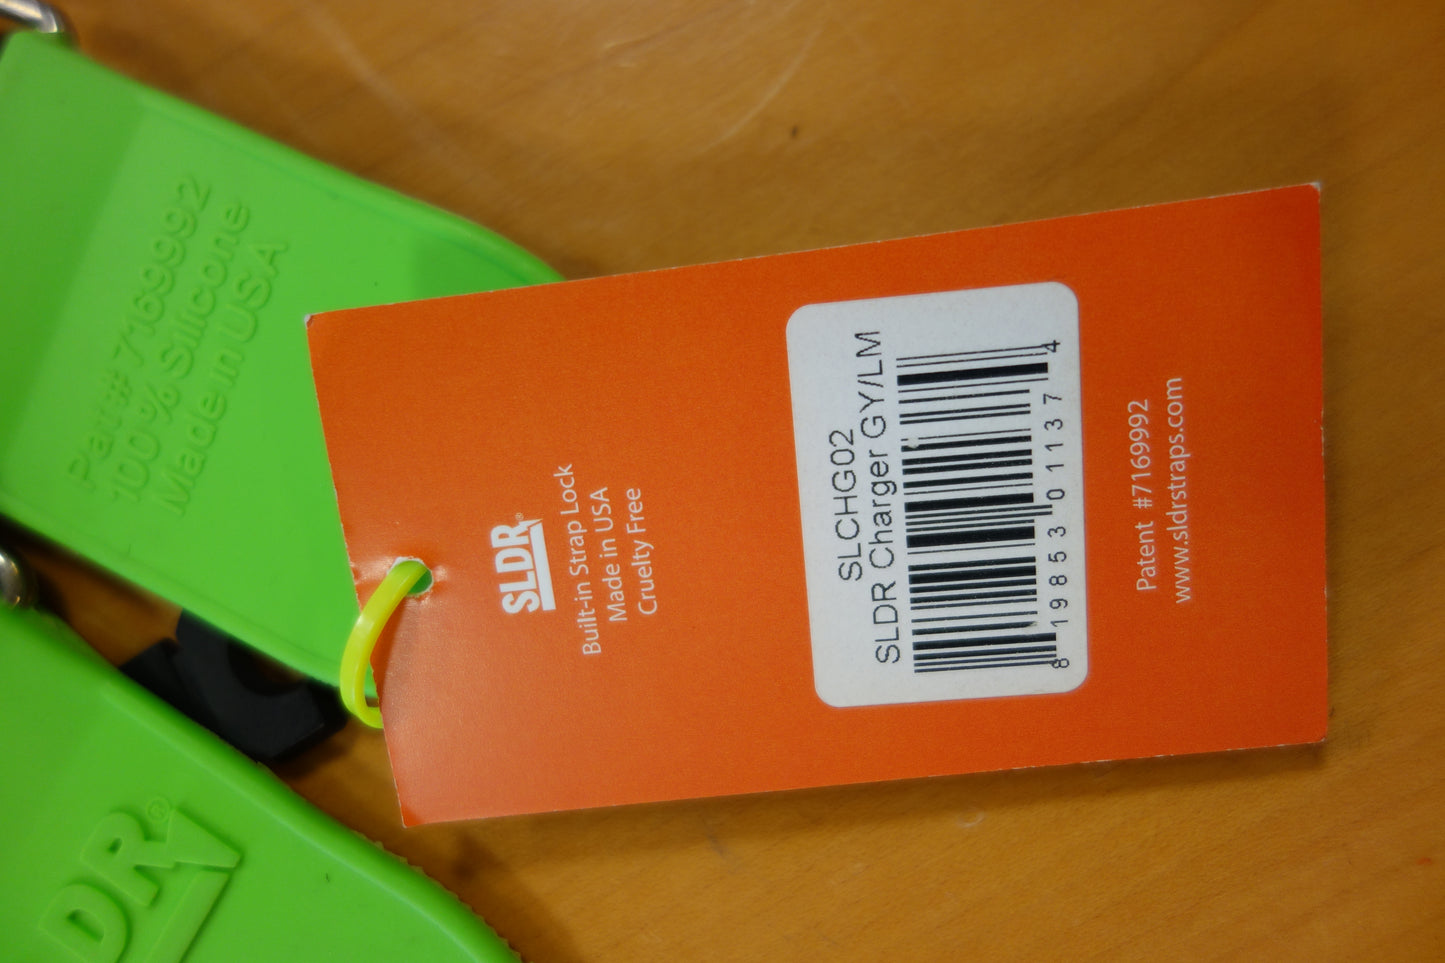 Pat# 7169992
100% Silicone
Made in USA
SLDR®
Built-in Strap Lock
Made in USA
Cruelty Free
SLCHG02
SLDR Charger GY/LM
8 19853 01137 4
Patent #7169992
www.sldrstraps.com
DR®